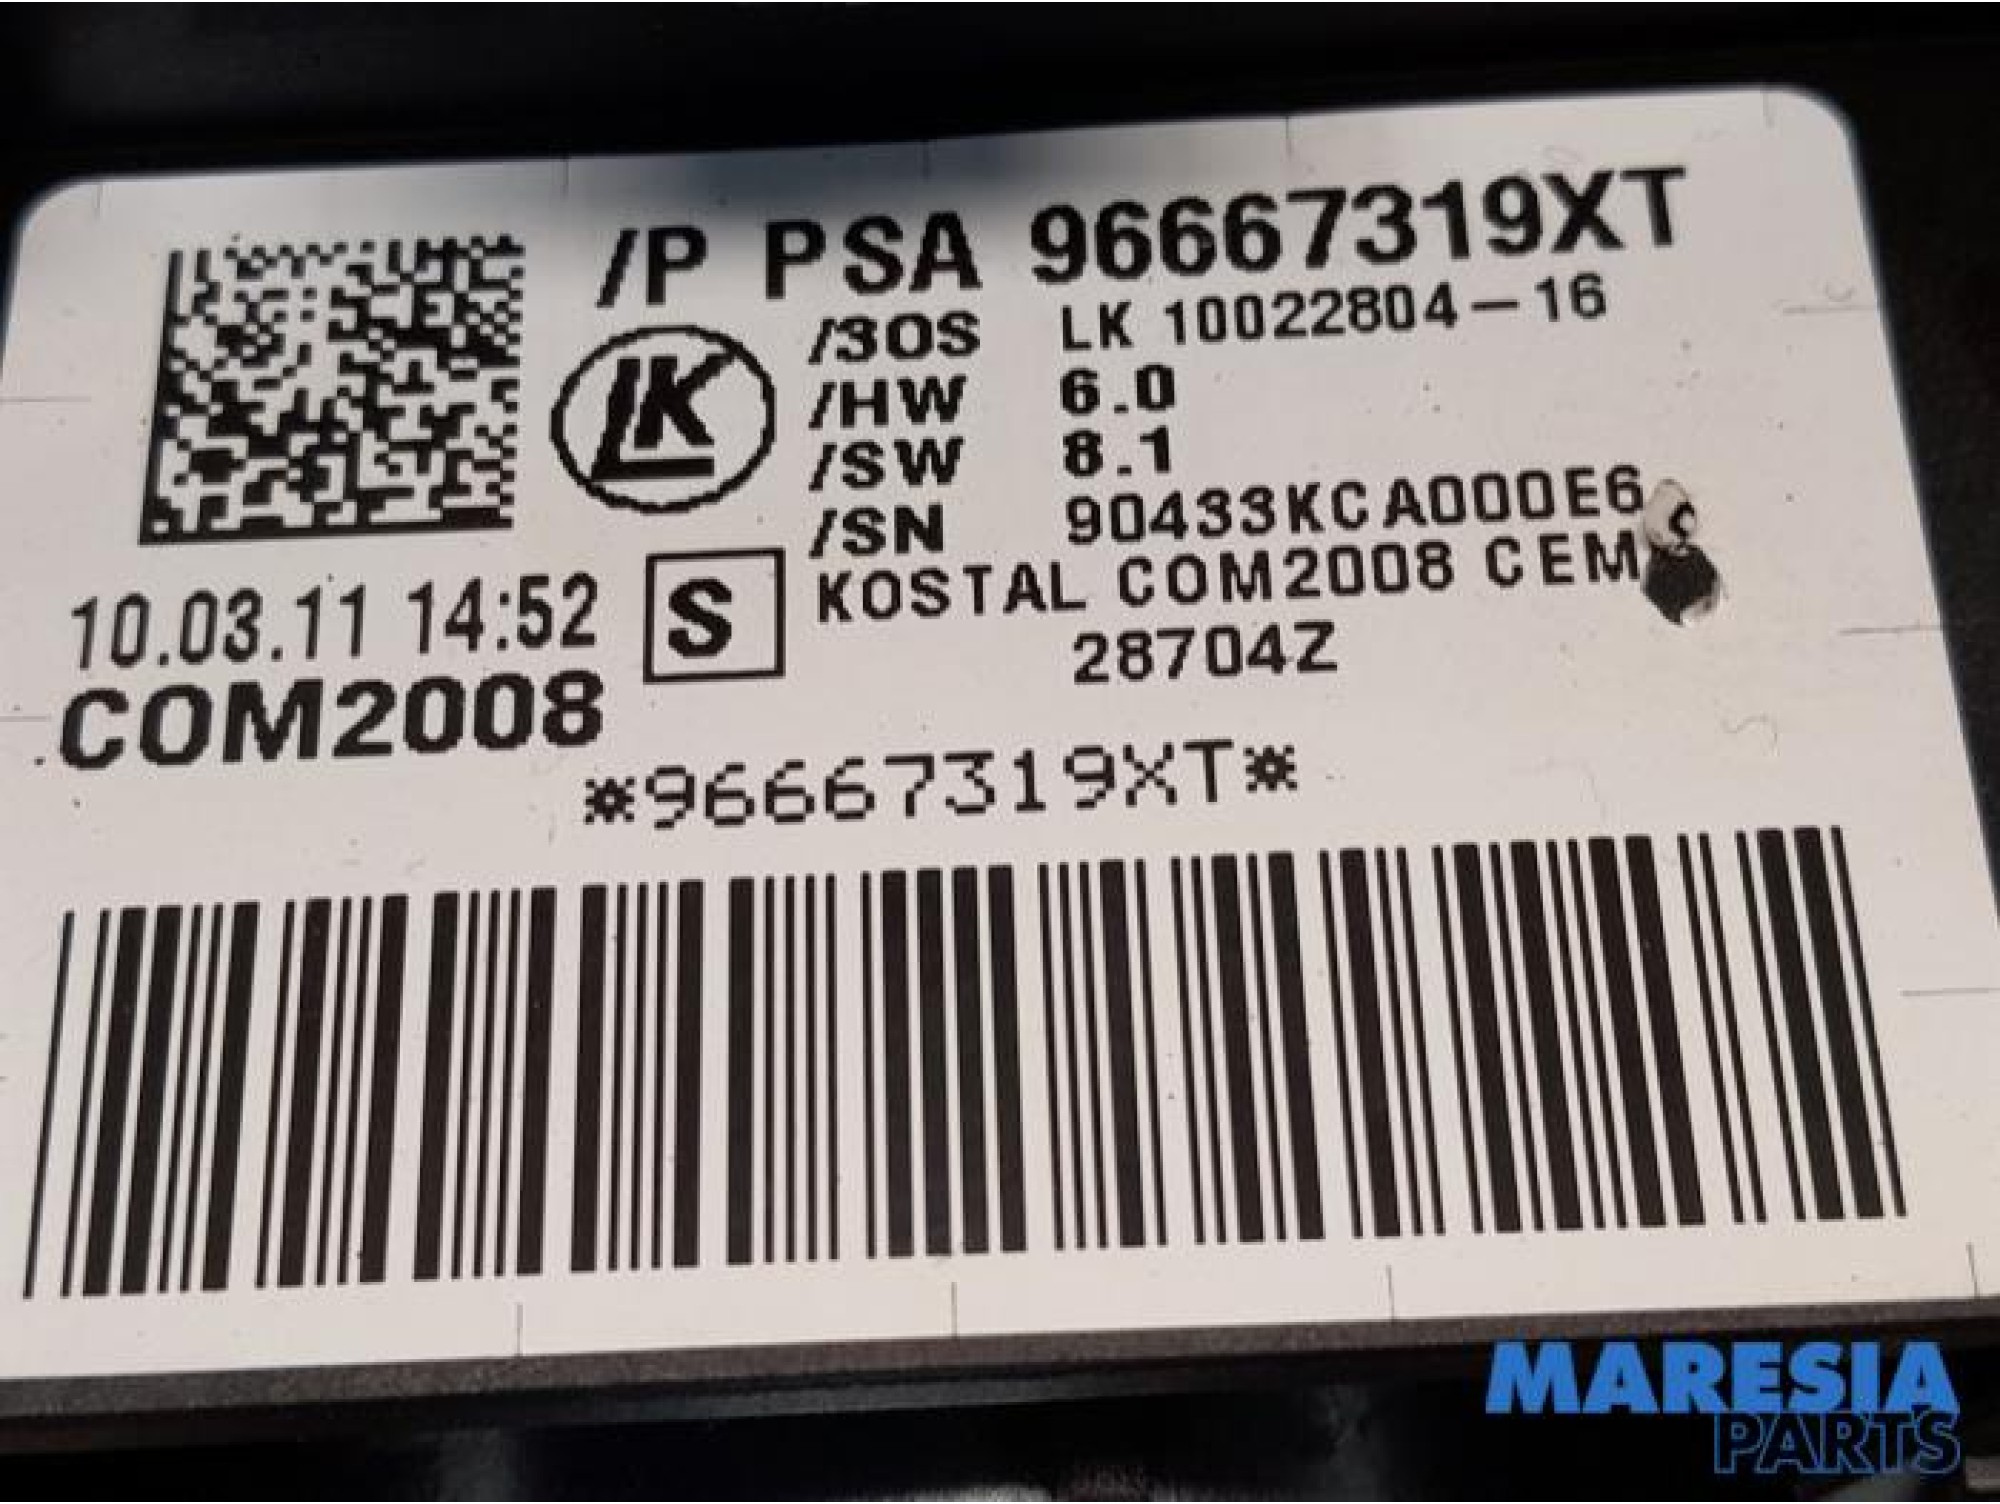 /P PSA 96667319XT
/3OS LK 10022804-16
LK
/HW 6.0
/SW 8.1
/SN 90433KCA000E6
10.03.11 14:52 S KOSTAL COM2008 CEM
28704Z
COM2008
*96667319XT*
MARESIA
PARTS